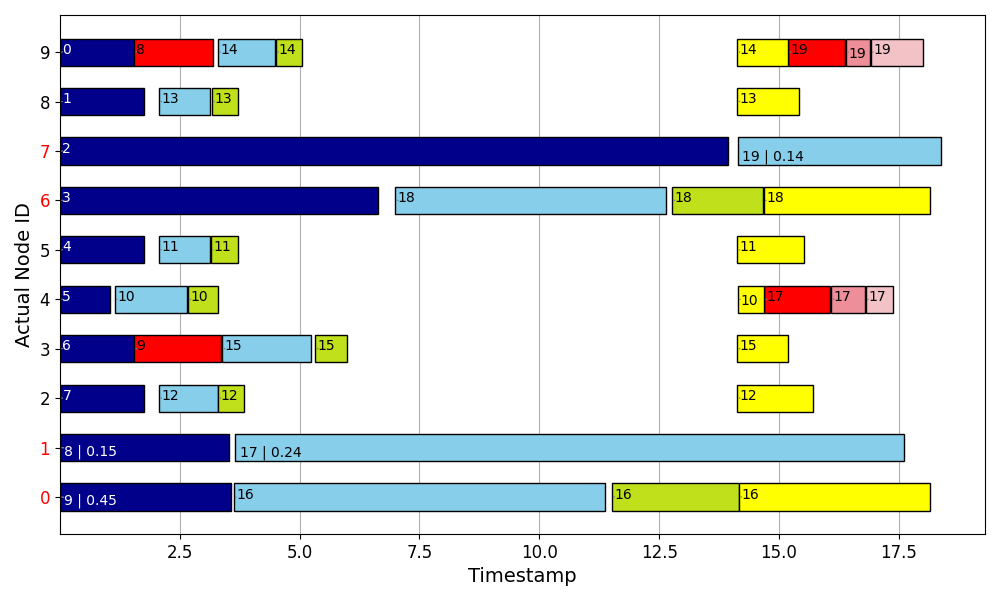 9 0 8 14 14 14 19 19 19
8 1 13 13 13
7 2 19 | 0.14
6 3 18 18 18
5 4 11 11 11
4 5 10 10 10 17 17 17
3 6 9 15 15 15
2 7 12 12 12
1 8 | 0.15 17 | 0.24
0 9 | 0.45 16 16 16
2.5 5.0 7.5 10.0 12.5 15.0 17.5
Timestamp
Actual Node ID